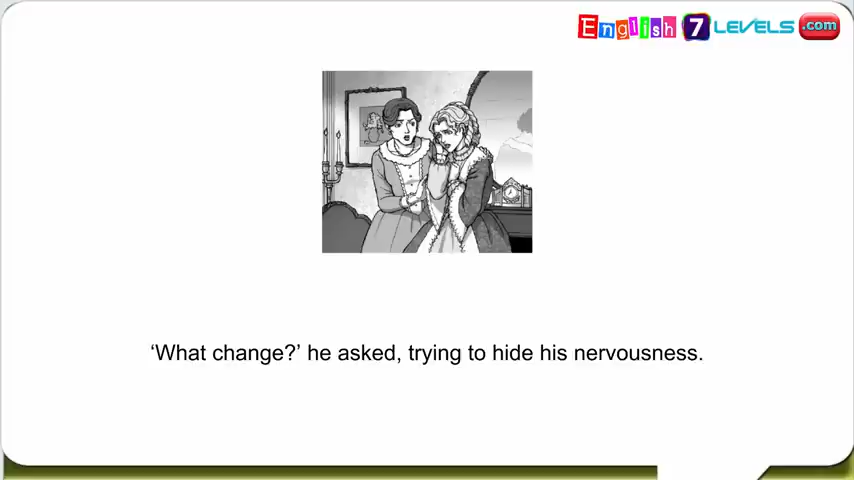 English 7 LEVELS .com
‘What change?’ he asked, trying to hide his nervousness.